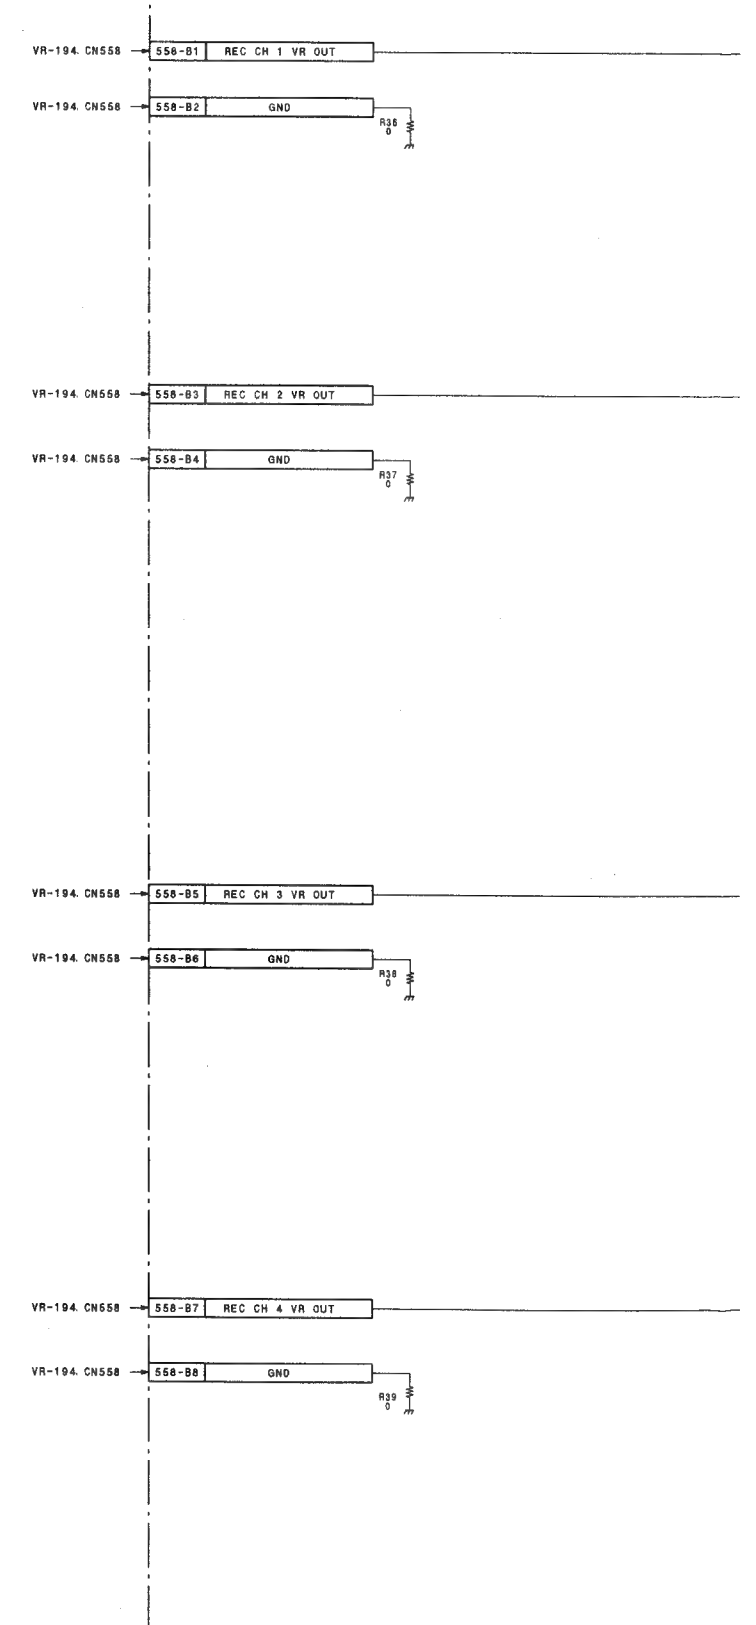 VR-194. CN558 558-B1 REC CH 1 VR OUT
VR-194. CN558 558-B2 GND
R36
0
VR-194. CN558 558-B3 REC CH 2 VR OUT
VR-194. CN558 558-B4 GND
R37
0
VR-194. CN558 558-B5 REC CH 3 VR OUT
VR-194. CN558 558-B6 GND
R38
0
VR-194. CN558 558-B7 REC CH 4 VR OUT
VR-194. CN558 558-B8 GND
R39
0